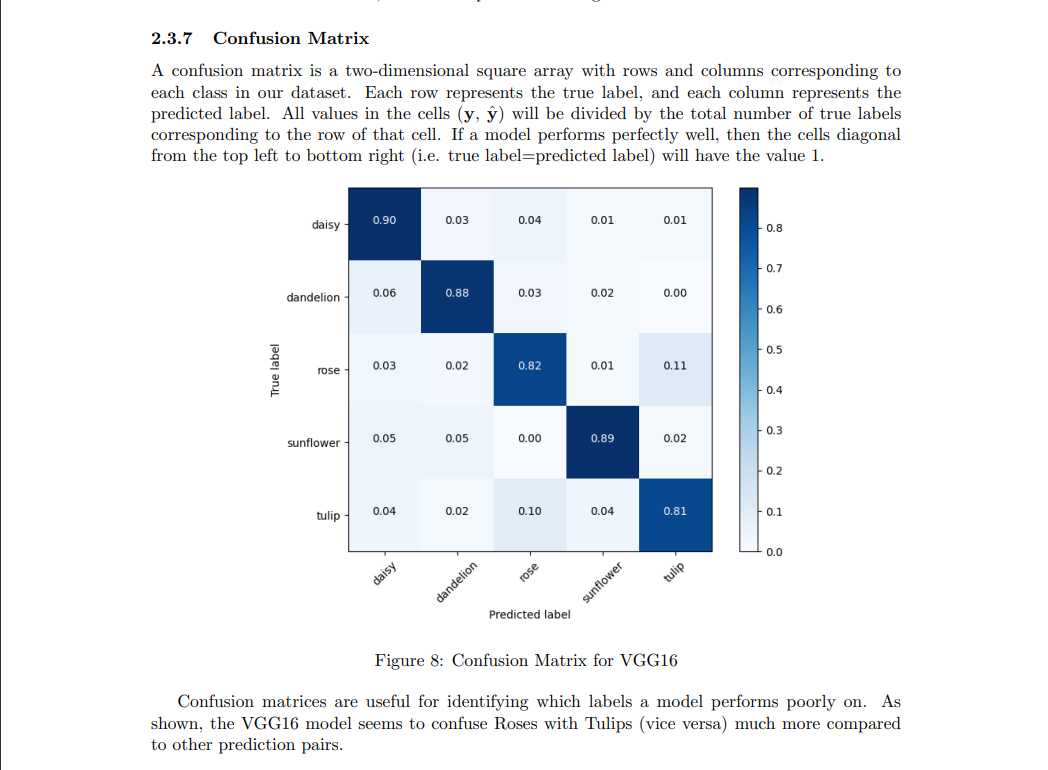 2.3.7 Confusion Matrix
A confusion matrix is a two-dimensional square array with rows and columns corresponding to
each class in our dataset. Each row represents the true label, and each column represents the
predicted label. All values in the cells (y, ŷ) will be divided by the total number of true labels
corresponding to the row of that cell. If a model performs perfectly well, then the cells diagonal
from the top left to bottom right (i.e. true label=predicted label) will have the value 1.
True label
daisy 0.90 0.03 0.04 0.01 0.01
dandelion 0.06 0.88 0.03 0.02 0.00
rose 0.03 0.02 0.82 0.01 0.11
sunflower 0.05 0.05 0.00 0.89 0.02
tulip 0.04 0.02 0.10 0.04 0.81
daisy dandelion rose sunflower tulip
Predicted label
0.8
0.7
0.6
0.5
0.4
0.3
0.2
0.1
0.0
Figure 8: Confusion Matrix for VGG16
Confusion matrices are useful for identifying which labels a model performs poorly on. As
shown, the VGG16 model seems to confuse Roses with Tulips (vice versa) much more compared
to other prediction pairs.